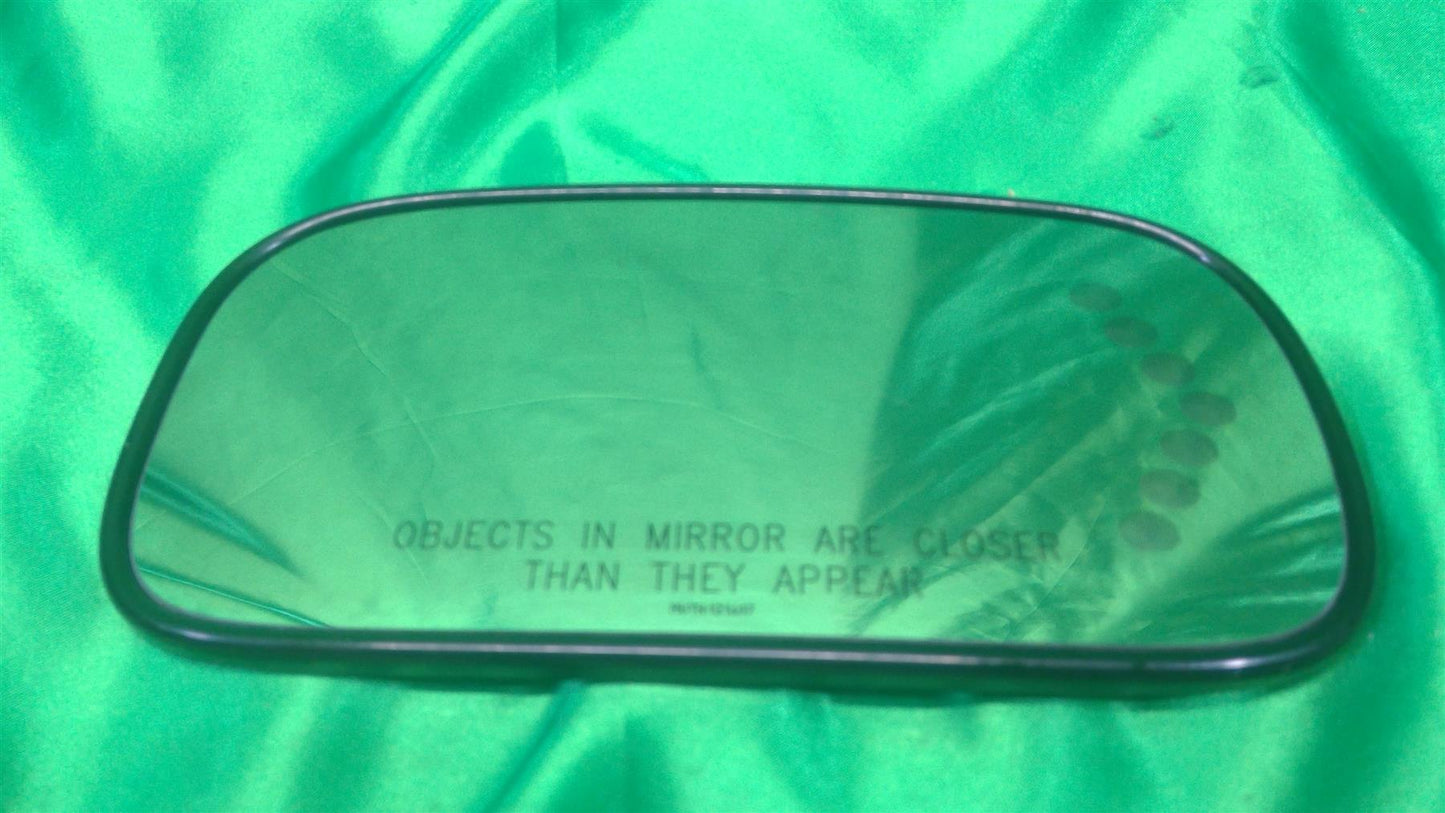 OBJECTS IN MIRROR ARE CLOSER
THAN THEY APPEAR